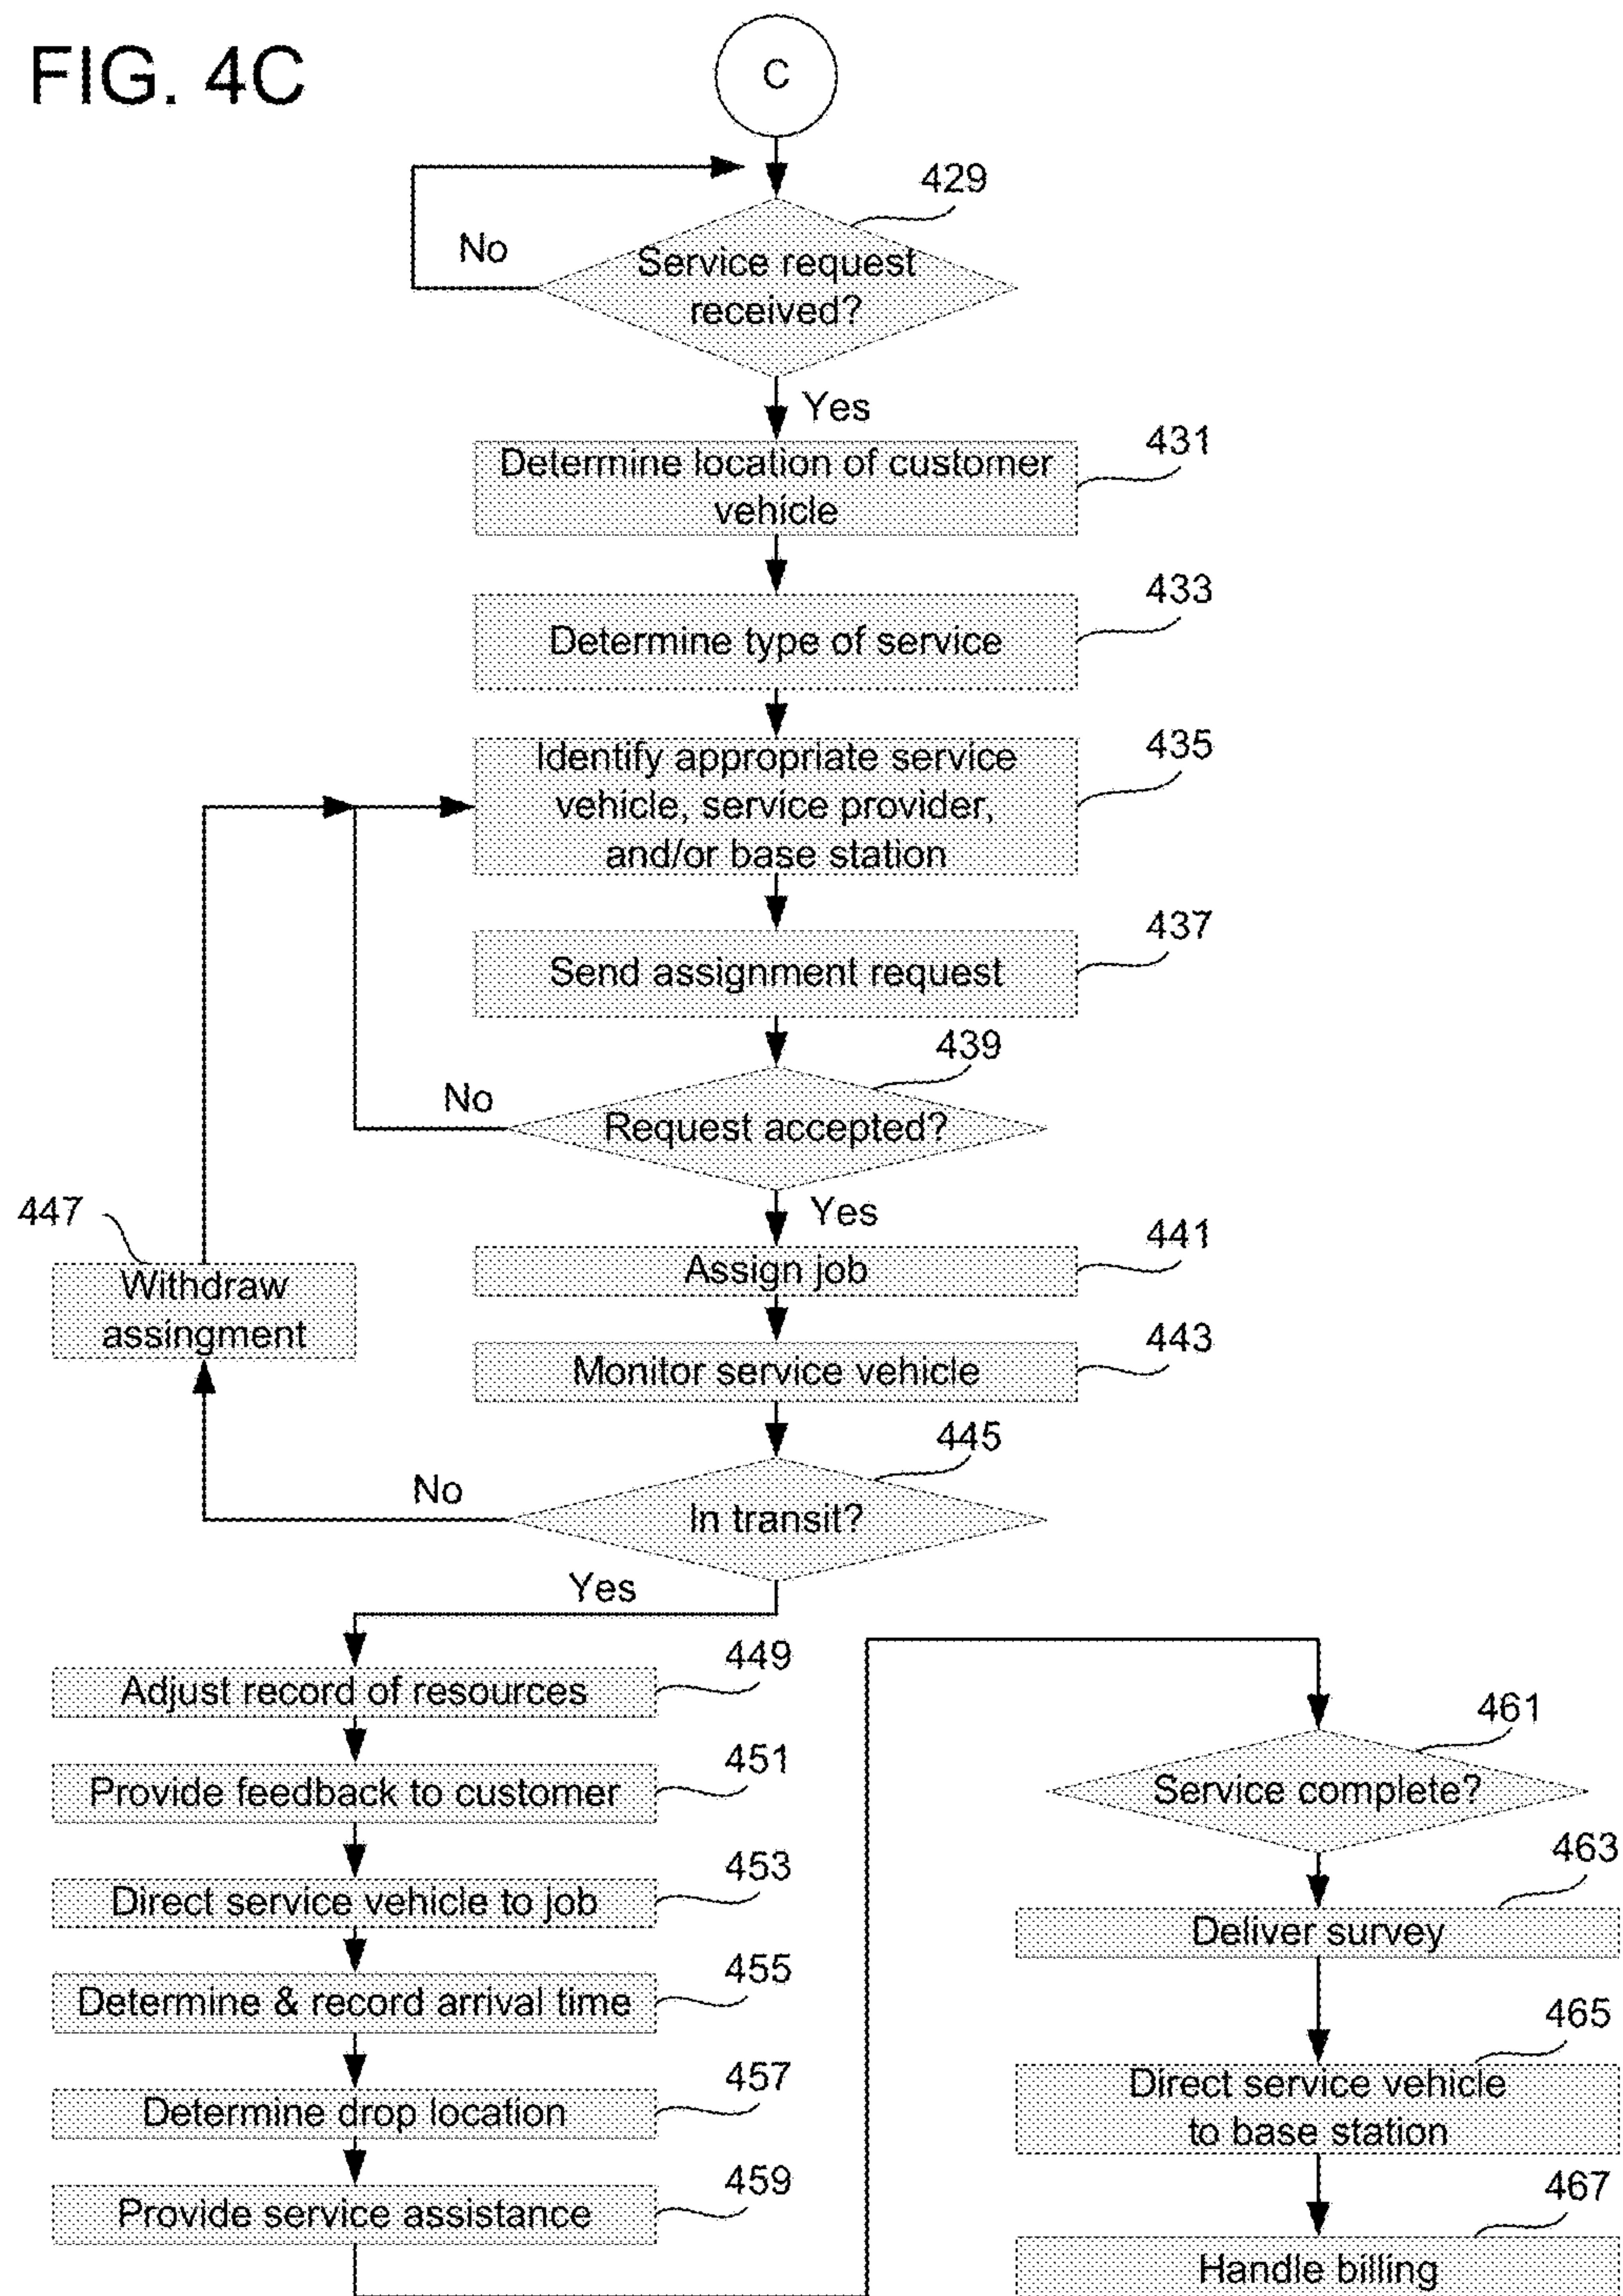 FIG. 4C
C
429
No
Service request
received?
Yes
431
Determine location of customer
vehicle
433
Determine type of service
435
Identify appropriate service
vehicle, service provider,
and/or base station
437
Send assignment request
439
No
Request accepted?
Yes
447
Withdraw
assingment
441
Assign job
443
Monitor service vehicle
445
No
In transit?
Yes
449
Adjust record of resources
451
Provide feedback to customer
453
Direct service vehicle to job
455
Determine & record arrival time
457
Determine drop location
459
Provide service assistance
461
Service complete?
463
Deliver survey
465
Direct service vehicle
to base station
467
Handle billing